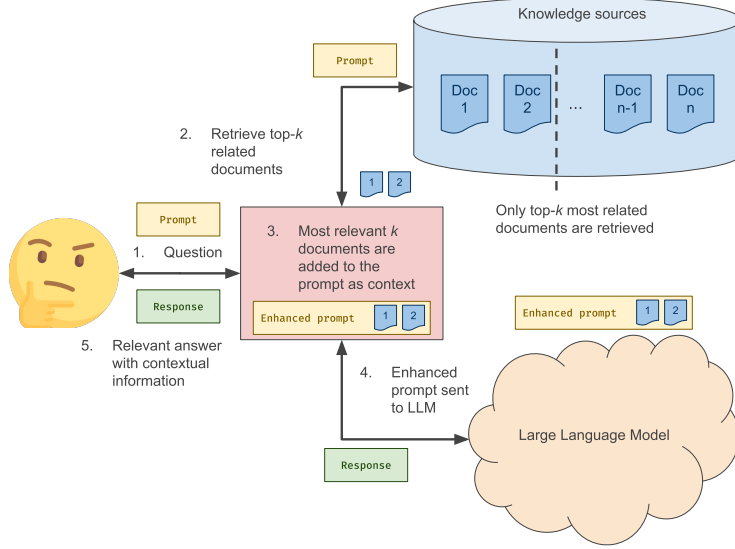 Knowledge sources
Prompt
Doc
1
Doc
2
...
Doc
n-1
Doc
n
2. Retrieve top-k
related
documents
1 2
Only top-k most related
documents are retrieved
Prompt
1. Question
Response
5. Relevant answer
with contextual
information
3. Most relevant k
documents are
added to the
prompt as context
Enhanced prompt 1 2
4. Enhanced
prompt sent
to LLM
Response
Enhanced prompt 1 2
Large Language Model